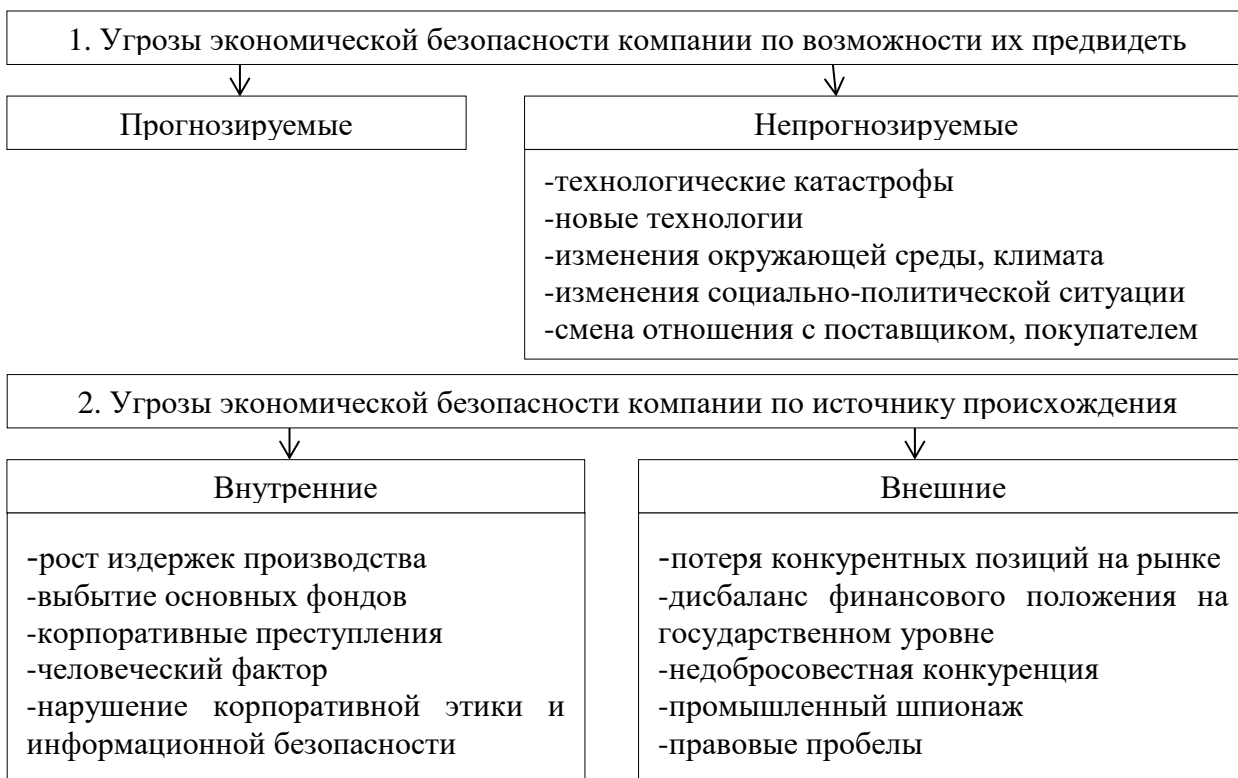 1. Угрозы экономической безопасности компании по возможности их предвидеть
Прогнозируемые
Непрогнозируемые
-технологические катастрофы
-новые технологии
-изменения окружающей среды, климата
-изменения социально-политической ситуации
-смена отношения с поставщиком, покупателем
2. Угрозы экономической безопасности компании по источнику происхождения
Внутренние
-рост издержек производства
-выбытие основных фондов
-корпоративные преступления
-человеческий фактор
-нарушение корпоративной этики и
информационной безопасности
Внешние
-потеря конкурентных позиций на рынке
-дисбаланс финансового положения на
государственном уровне
-недобросовестная конкуренция
-промышленный шпионаж
-правовые пробелы